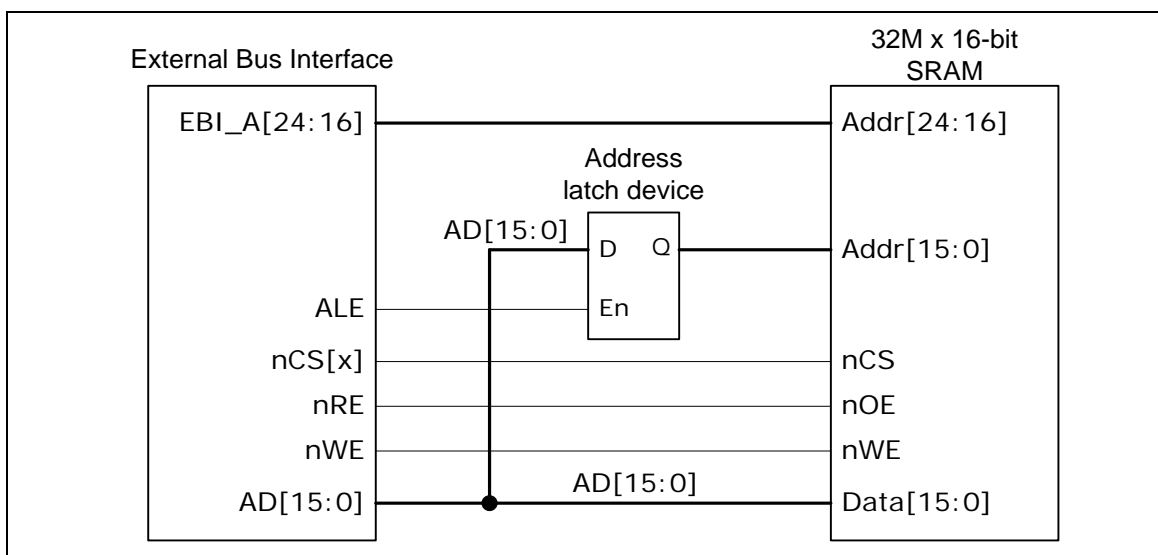 External Bus Interface
32M x 16-bit
SRAM
EBI_A[24:16]
Addr[24:16]
Address
latch device
AD[15:0]
D
Q
Addr[15:0]
ALE
En
nCS[x]
nCS
nRE
nOE
nWE
nWE
AD[15:0]
AD[15:0]
Data[15:0]